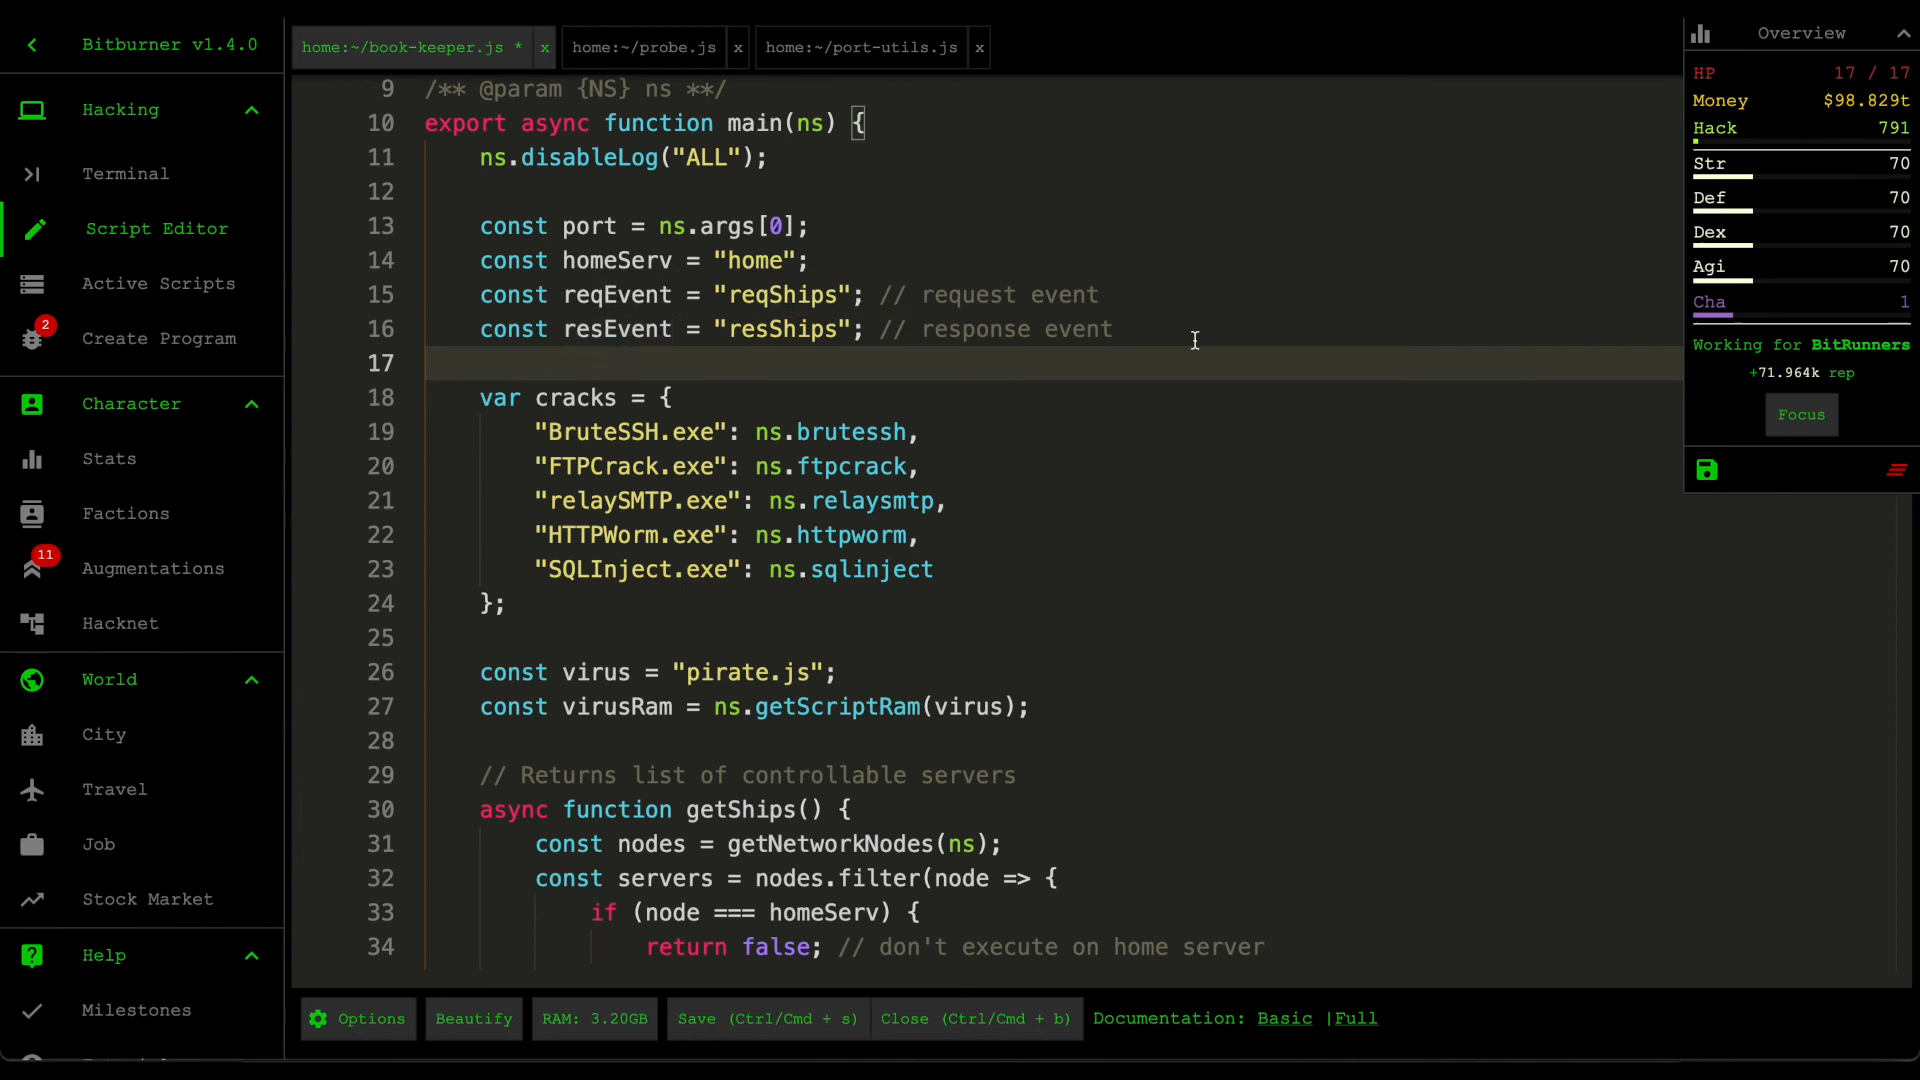 Bitburner v1.4.0
Hacking
Terminal
Script Editor
Active Scripts
2
Create Program
Character
Stats
Factions
11
Augmentations
Hacknet
World
City
Travel
Job
Stock Market
Help
Milestones
home:~/book-keeper.js *
x
home:~/probe.js
x
home:~/port-utils.js
x
9 /** @param {NS} ns **/
10 export async function main(ns) {
11 ns.disableLog("ALL");
12
13 const port = ns.args[0];
14 const homeServ = "home";
15 const reqEvent = "reqShips"; // request event
16 const resEvent = "resShips"; // response event
17
18 var cracks = {
19 "BruteSSH.exe": ns.brutessh,
20 "FTPCrack.exe": ns.ftpcrack,
21 "relaySMTP.exe": ns.relaysmtp,
22 "HTTPWorm.exe": ns.httpworm,
23 "SQLInject.exe": ns.sqlinject
24 };
25
26 const virus = "pirate.js";
27 const virusRam = ns.getScriptRam(virus);
28
29 // Returns list of controllable servers
30 async function getShips() {
31 const nodes = getNetworkNodes(ns);
32 const servers = nodes.filter(node => {
33 if (node === homeServ) {
34 return false; // don't execute on home server
Options
Beautify
RAM: 3.20GB
Save (Ctrl/Cmd + s)
Close (Ctrl/Cmd + b)
Documentation: Basic |Full
Overview
HP 17 / 17
Money $98.829t
Hack 791
Str 70
Def 70
Dex 70
Agi 70
Cha 1
Working for BitRunners
+71.964k rep
Focus